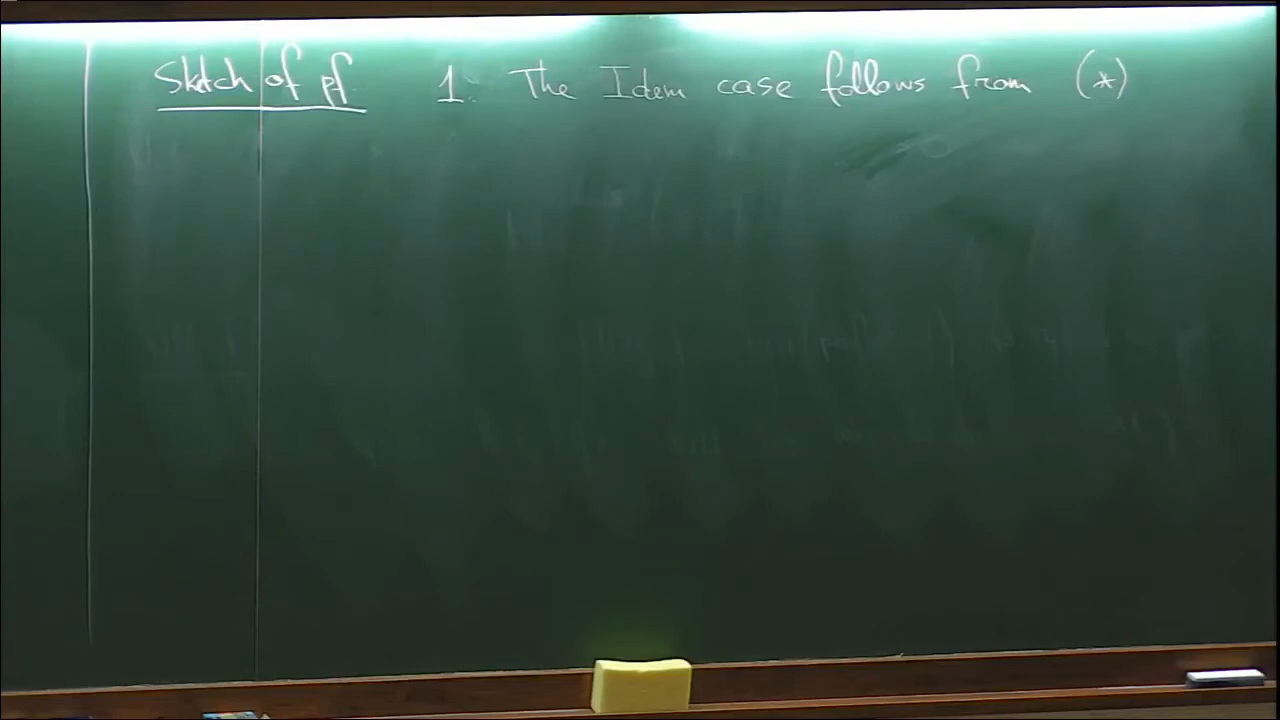 Sketch of pf. 1. The Idem case follows from (*)